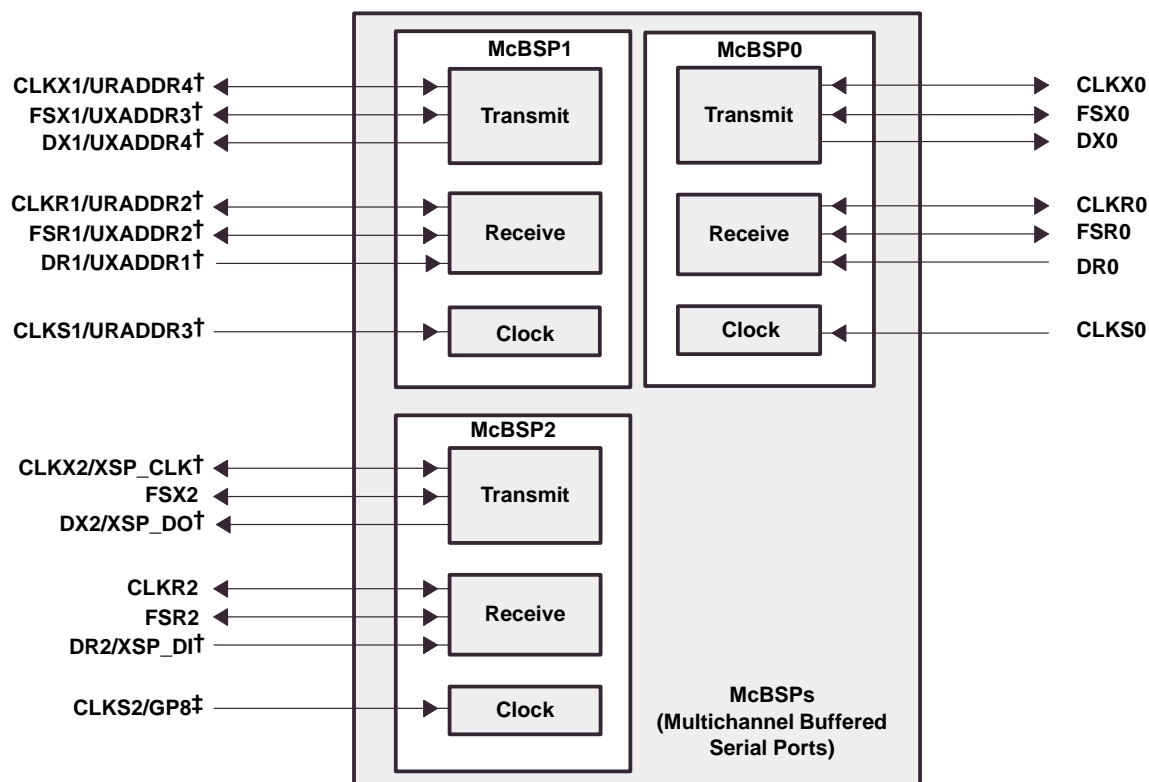 McBSP1
McBSP0
CLKX1/URADDR4†
FSX1/UXADDR3†
DX1/UXADDR4†
Transmit
Transmit
CLKX0
FSX0
DX0
CLKR1/URADDR2†
FSR1/UXADDR2†
DR1/UXADDR1†
Receive
Receive
CLKR0
FSR0
DR0
CLKS1/URADDR3†
Clock
Clock
CLKS0
McBSP2
CLKX2/XSP_CLK†
FSX2
DX2/XSP_DO†
Transmit
CLKR2
FSR2
DR2/XSP_DI†
Receive
CLKS2/GP8‡
Clock
McBSPs
(Multichannel Buffered
Serial Ports)